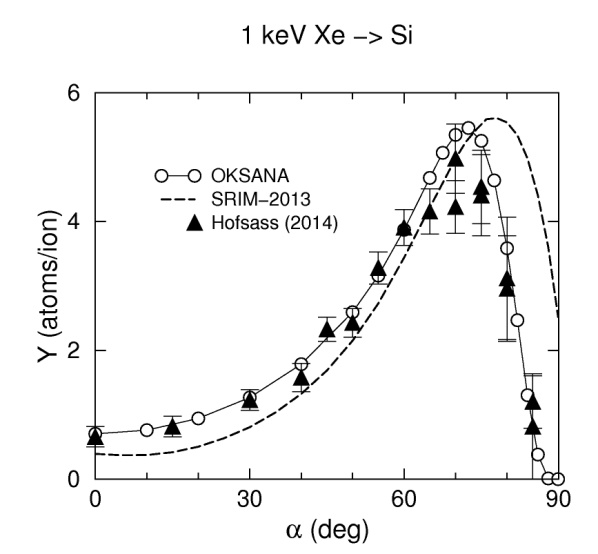 1 keV Xe −> Si
6
4
2
0
Y (atoms/ion)
OKSANA
SRIM−2013
Hofsass (2014)
0 30 60 90
α (deg)